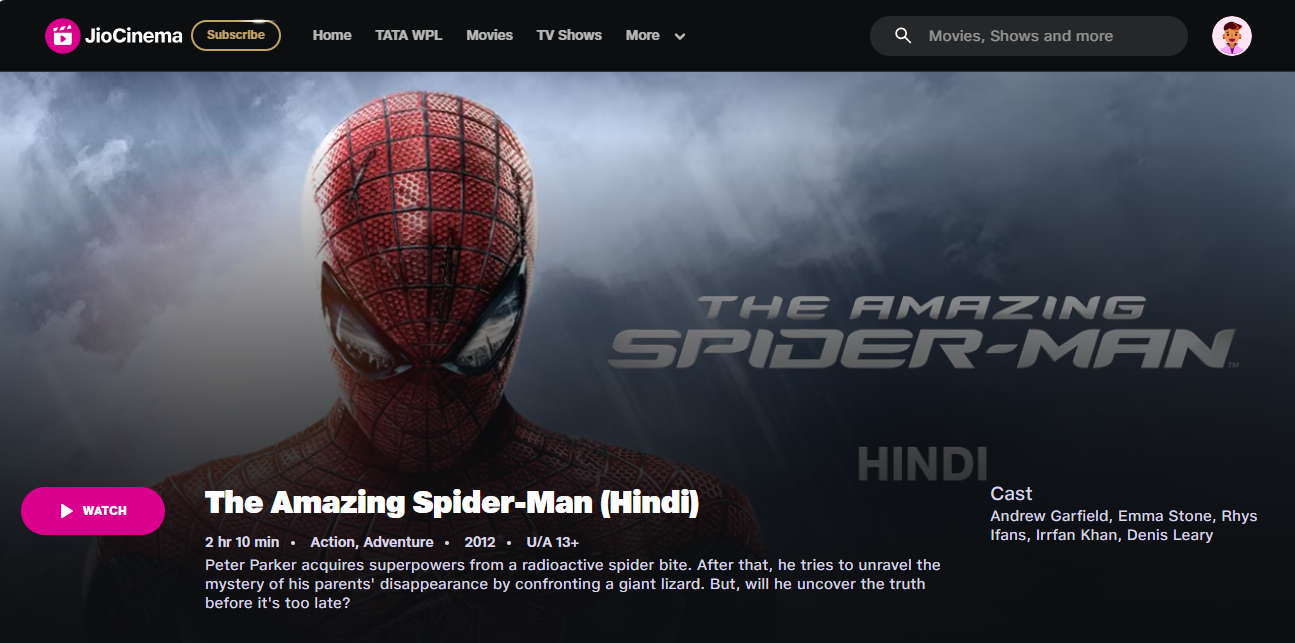 JioCinema Subscribe Home TATA WPL Movies TV Shows More Movies, Shows and more
THE AMAZING
SPIDER-MAN™
HINDI
WATCH
The Amazing Spider-Man (Hindi)
2 hr 10 min • Action, Adventure • 2012 • U/A 13+
Peter Parker acquires superpowers from a radioactive spider bite. After that, he tries to unravel the
mystery of his parents' disappearance by confronting a giant lizard. But, will he uncover the truth
before it's too late?
Cast
Andrew Garfield, Emma Stone, Rhys
Ifans, Irrfan Khan, Denis Leary